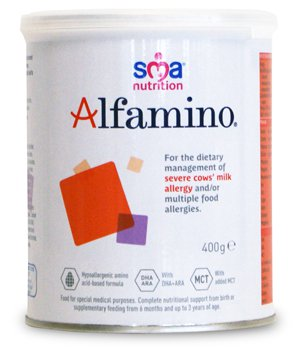 sma
nutrition
Alfamino®
For the dietary
management of
severe cows' milk
allergy and/or
multiple food
allergies.
400g℮
Hypoallergenic amino
acid-based formula
DHA
ARA
With
DHA+ARA
MCT
With
added MCT
Food for special medical purposes. Complete nutritional support from birth or
supplementary feeding from 6 months and up to 3 years of age.